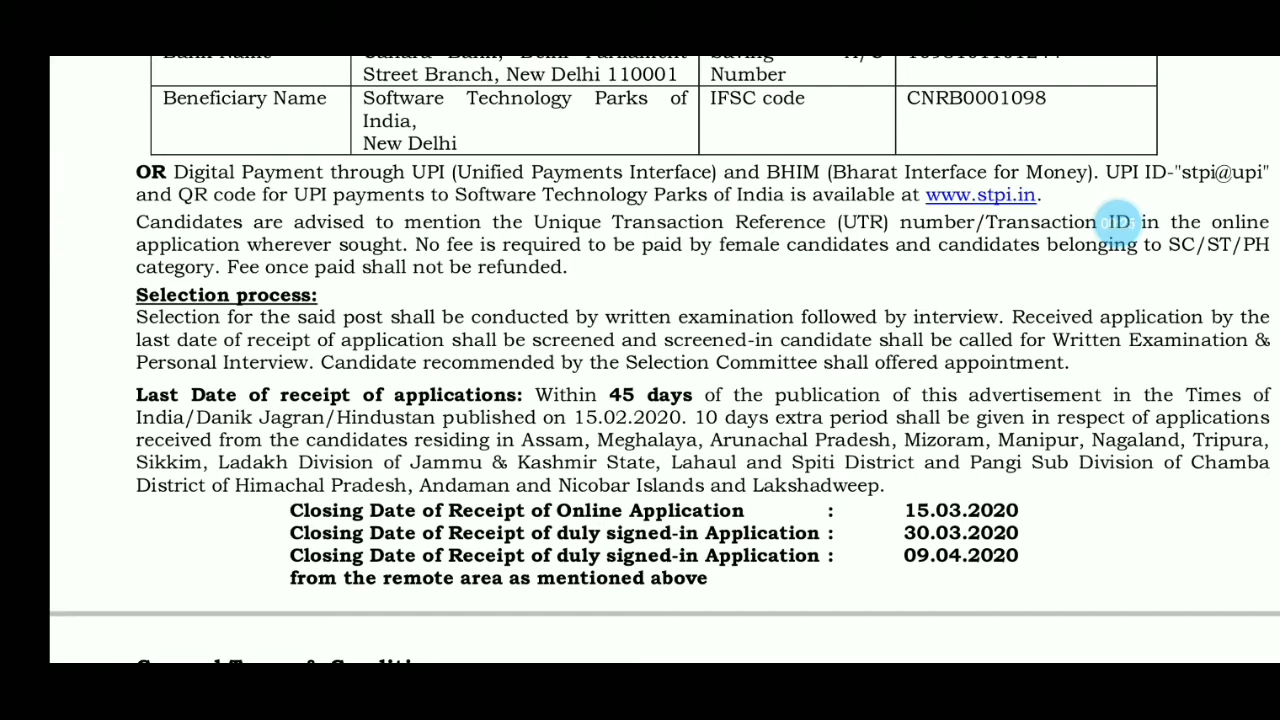 Street Branch, New Delhi 110001 Number
Beneficiary Name Software Technology Parks of IFSC code CNRB0001098
India,
New Delhi
OR Digital Payment through UPI (Unified Payments Interface) and BHIM (Bharat Interface for Money). UPI ID-"stpi@upi"
and QR code for UPI payments to Software Technology Parks of India is available at www.stpi.in.
Candidates are advised to mention the Unique Transaction Reference (UTR) number/Transaction ID in the online
application wherever sought. No fee is required to be paid by female candidates and candidates belonging to SC/ST/PH
category. Fee once paid shall not be refunded.
Selection process:
Selection for the said post shall be conducted by written examination followed by interview. Received application by the
last date of receipt of application shall be screened and screened-in candidate shall be called for Written Examination &
Personal Interview. Candidate recommended by the Selection Committee shall offered appointment.
Last Date of receipt of applications: Within 45 days of the publication of this advertisement in the Times of
India/Danik Jagran/Hindustan published on 15.02.2020. 10 days extra period shall be given in respect of applications
received from the candidates residing in Assam, Meghalaya, Arunachal Pradesh, Mizoram, Manipur, Nagaland, Tripura,
Sikkim, Ladakh Division of Jammu & Kashmir State, Lahaul and Spiti District and Pangi Sub Division of Chamba
District of Himachal Pradesh, Andaman and Nicobar Islands and Lakshadweep.
Closing Date of Receipt of Online Application : 15.03.2020
Closing Date of Receipt of duly signed-in Application : 30.03.2020
Closing Date of Receipt of duly signed-in Application : 09.04.2020
from the remote area as mentioned above